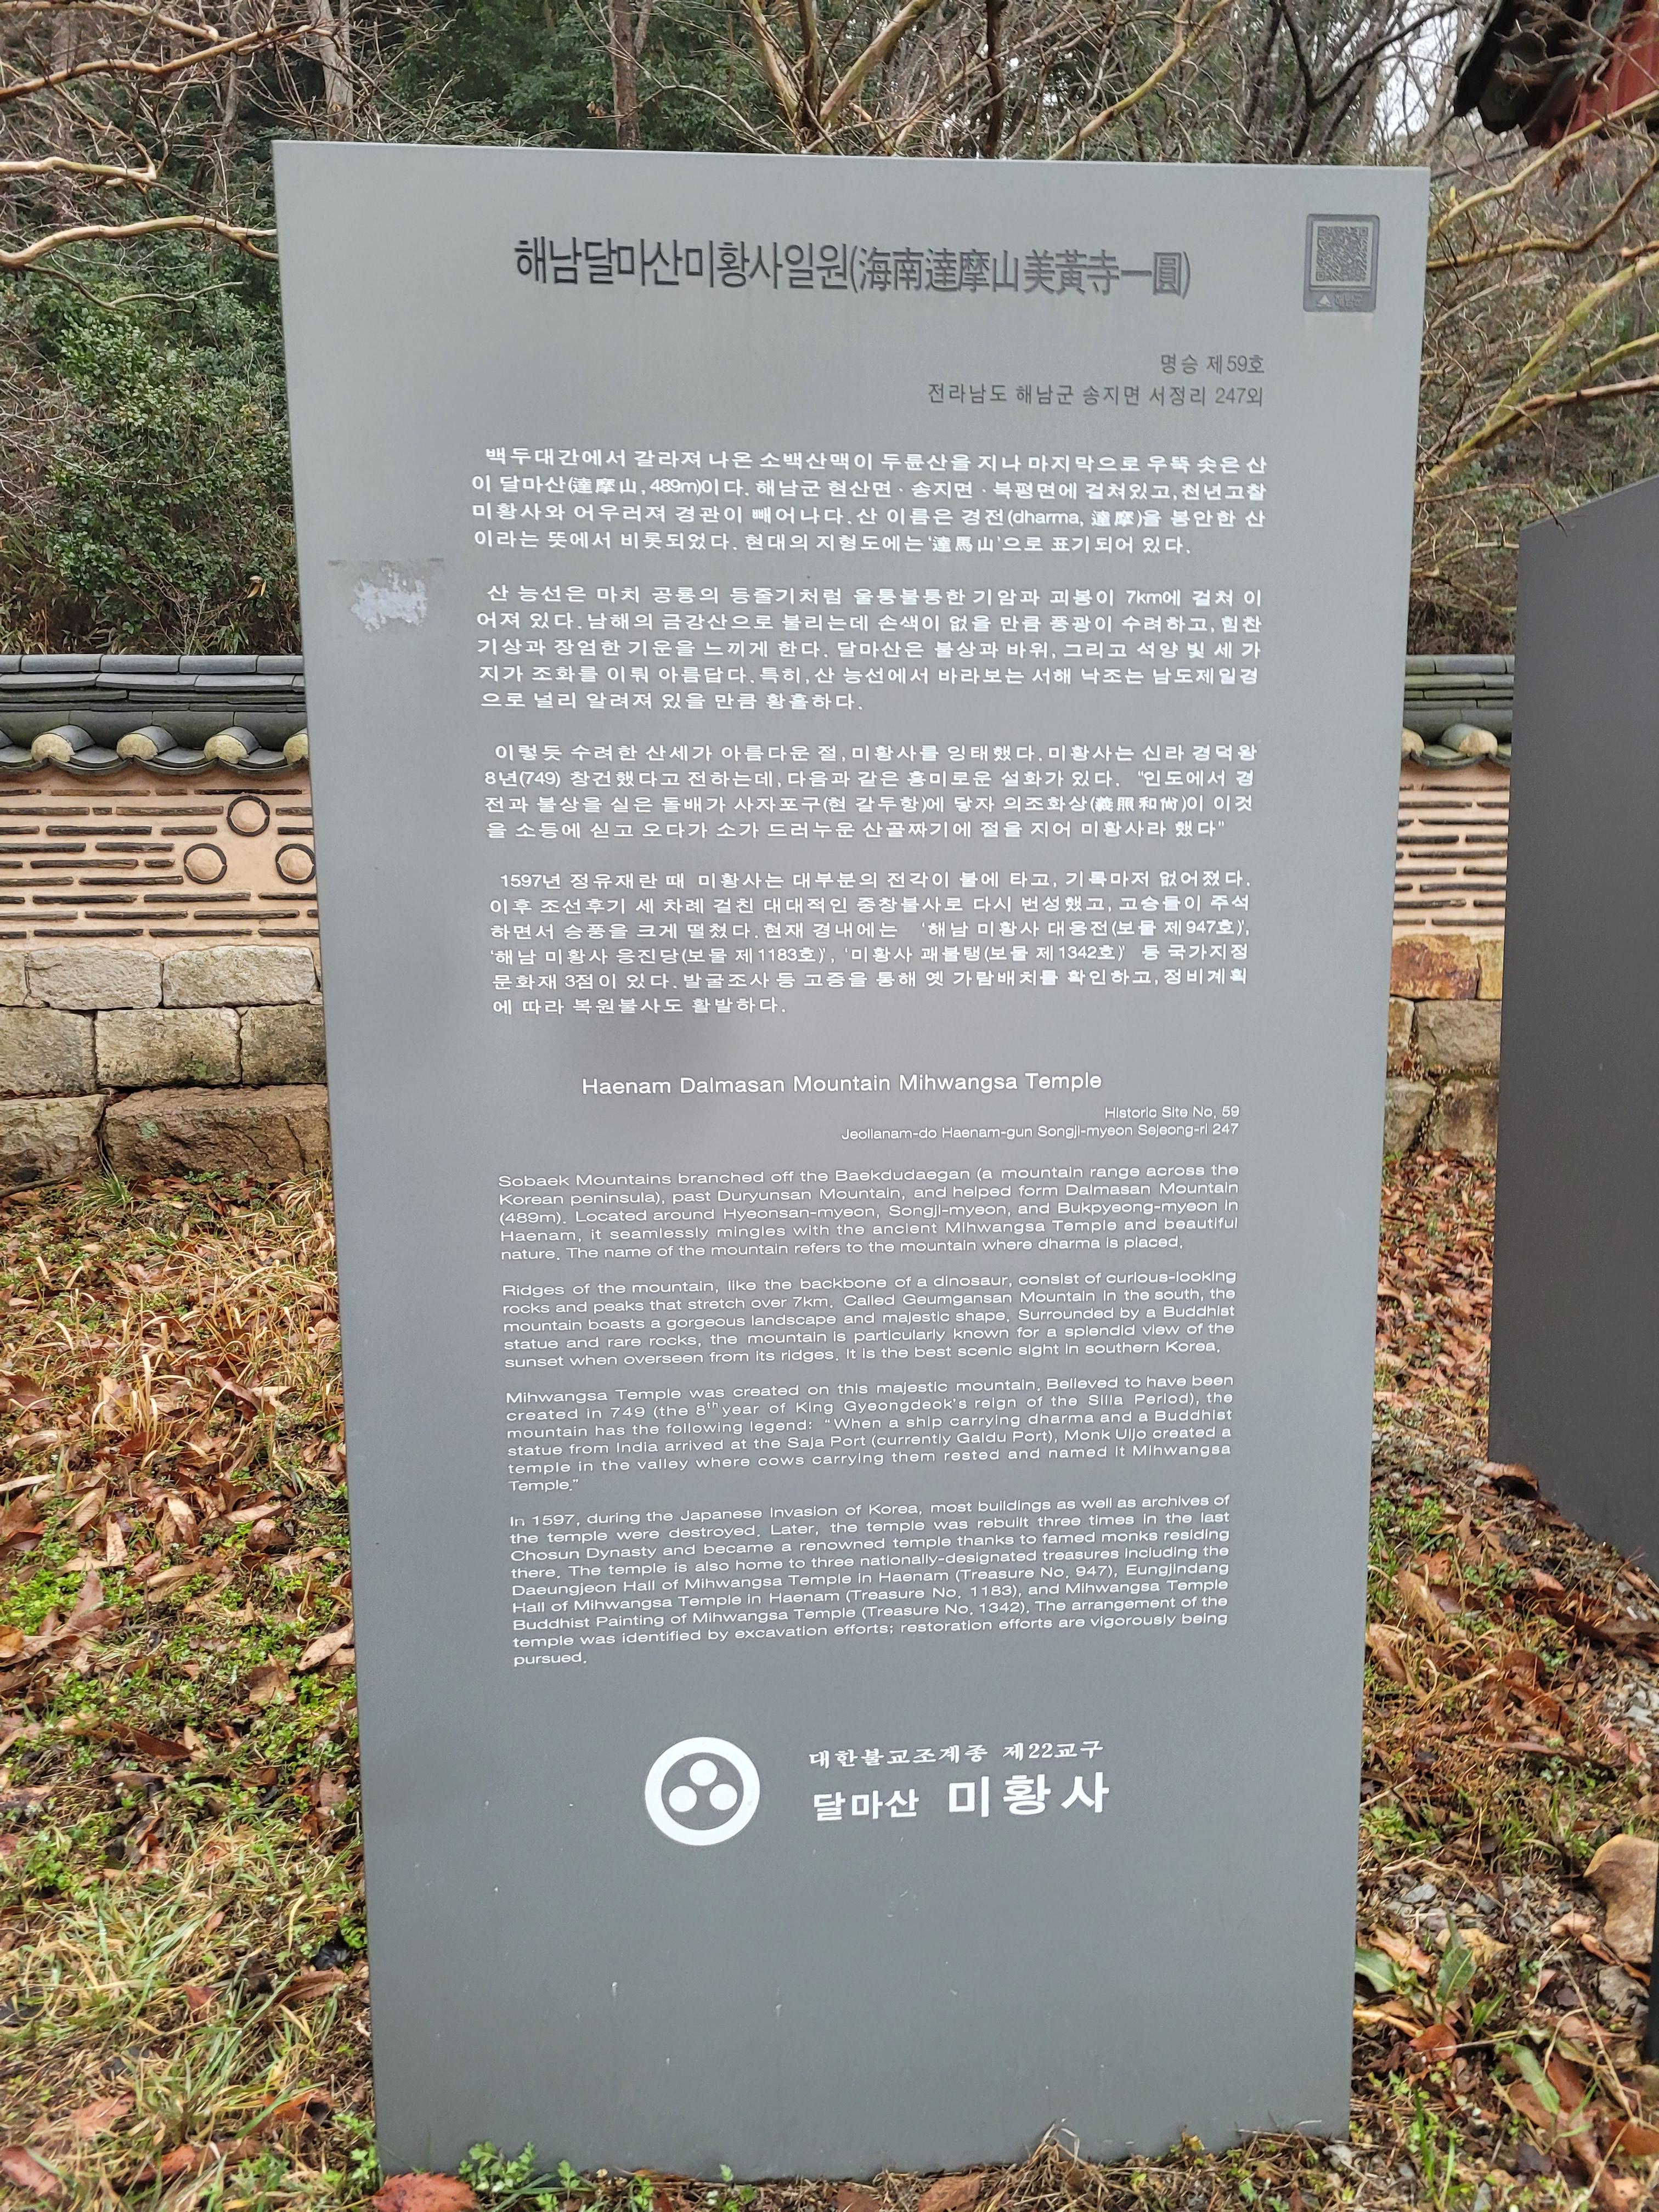 해남달마산미황사일원(海南達摩山美黃寺一圓)
명승 제59호
전라남도 해남군 송지면 서정리 247외
백두대간에서 갈라져 나온 소백산맥이 두륜산을 지나 마지막으로 우뚝 솟은 산
이 달마산(達摩山, 489m)이다. 해남군 현산면 · 송지면 · 북평면에 걸쳐있고, 천년고찰
미황사와 어우러져 경관이 빼어나다. 산 이름은 경전(dharma, 達摩)을 봉안한 산
이라는 뜻에서 비롯되었다. 현대의 지형도에는 '達馬山'으로 표기되어 있다.
산 능선은 마치 공룡의 등줄기처럼 울퉁불퉁한 기암과 괴봉이 7km에 걸쳐 이
어져 있다. 남해의 금강산으로 불리는데 손색이 없을 만큼 풍광이 수려하고, 힘찬
기상과 장엄한 기운을 느끼게 한다. 달마산은 불상과 바위, 그리고 석양 빛 세 가
지가 조화를 이뤄 아름답다. 특히, 산 능선에서 바라보는 서해 낙조는 남도제일경
으로 널리 알려져 있을 만큼 황홀하다.
이렇듯 수려한 산세가 아름다운 절, 미황사를 잉태했다. 미황사는 신라 경덕왕
8년(749) 창건했다고 전하는데, 다음과 같은 흥미로운 설화가 있다. "인도에서 경
전과 불상을 실은 돌배가 사자포구(현 갈두항)에 닿자 의조화상(義照和尙)이 이것
을 소등에 싣고 오다가 소가 드러누운 산골짜기에 절을 지어 미황사라 했다"
1597년 정유재란 때 미황사는 대부분의 전각이 불에 타고, 기록마저 없어졌다.
이후 조선후기 세 차례 걸친 대대적인 중창불사로 다시 번성했고, 고승들이 주석
하면서 승풍을 크게 떨쳤다. 현재 경내에는 '해남 미황사 대웅전(보물 제947호)',
'해남 미황사 응진당(보물 제1183호)', '미황사 괘불탱(보물 제1342호)' 등 국가지정
문화재 3점이 있다. 발굴조사 등 고증을 통해 옛 가람배치를 확인하고, 정비계획
에 따라 복원불사도 활발하다.
Haenam Dalmasan Mountain Mihwangsa Temple
Historic Site No. 59
Jeollanam-do Haenam-gun Songji-myeon Sejeong-ri 247
Sobaek Mountains branched off the Baekdudaegan (a mountain range across the
Korean peninsula), past Duryunsan Mountain, and helped form Dalmasan Mountain
(489m). Located around Hyeonsan-myeon, Songji-myeon, and Bukpyeong-myeon in
Haenam, it seamlessly mingles with the ancient Mihwangsa Temple and beautiful
nature. The name of the mountain refers to the mountain where dharma is placed.
Ridges of the mountain, like the backbone of a dinosaur, consist of curious-looking
rocks and peaks that stretch over 7km. Called Geumgansan Mountain in the south, the
mountain boasts a gorgeous landscape and majestic shape. Surrounded by a Buddhist
statue and rare rocks, the mountain is particularly known for a splendid view of the
sunset when overseen from its ridges. It is the best scenic sight in southern Korea.
Mihwangsa Temple was created on this majestic mountain. Believed to have been
created in 749 (the 8th year of King Gyeongdeok's reign of the Silla Period), the
mountain has the following legend: "When a ship carrying dharma and a Buddhist
statue from India arrived at the Saja Port (currently Galdu Port), Monk Uijo created a
temple in the valley where cows carrying them rested and named it Mihwangsa
Temple."
In 1597, during the Japanese Invasion of Korea, most buildings as well as archives of
the temple were destroyed. Later, the temple was rebuilt three times in the last
Chosun Dynasty and became a renowned temple thanks to famed monks residing
there. The temple is also home to three nationally-designated treasures including the
Daeungjeon Hall of Mihwangsa Temple in Haenam (Treasure No. 947), Eungjindang
Hall of Mihwangsa Temple in Haenam (Treasure No. 1183), and Mihwangsa Temple
Buddhist Painting of Mihwangsa Temple (Treasure No. 1342). The arrangement of the
temple was identified by excavation efforts; restoration efforts are vigorously being
pursued.
대한불교조계종 제22교구
달마산 미황사